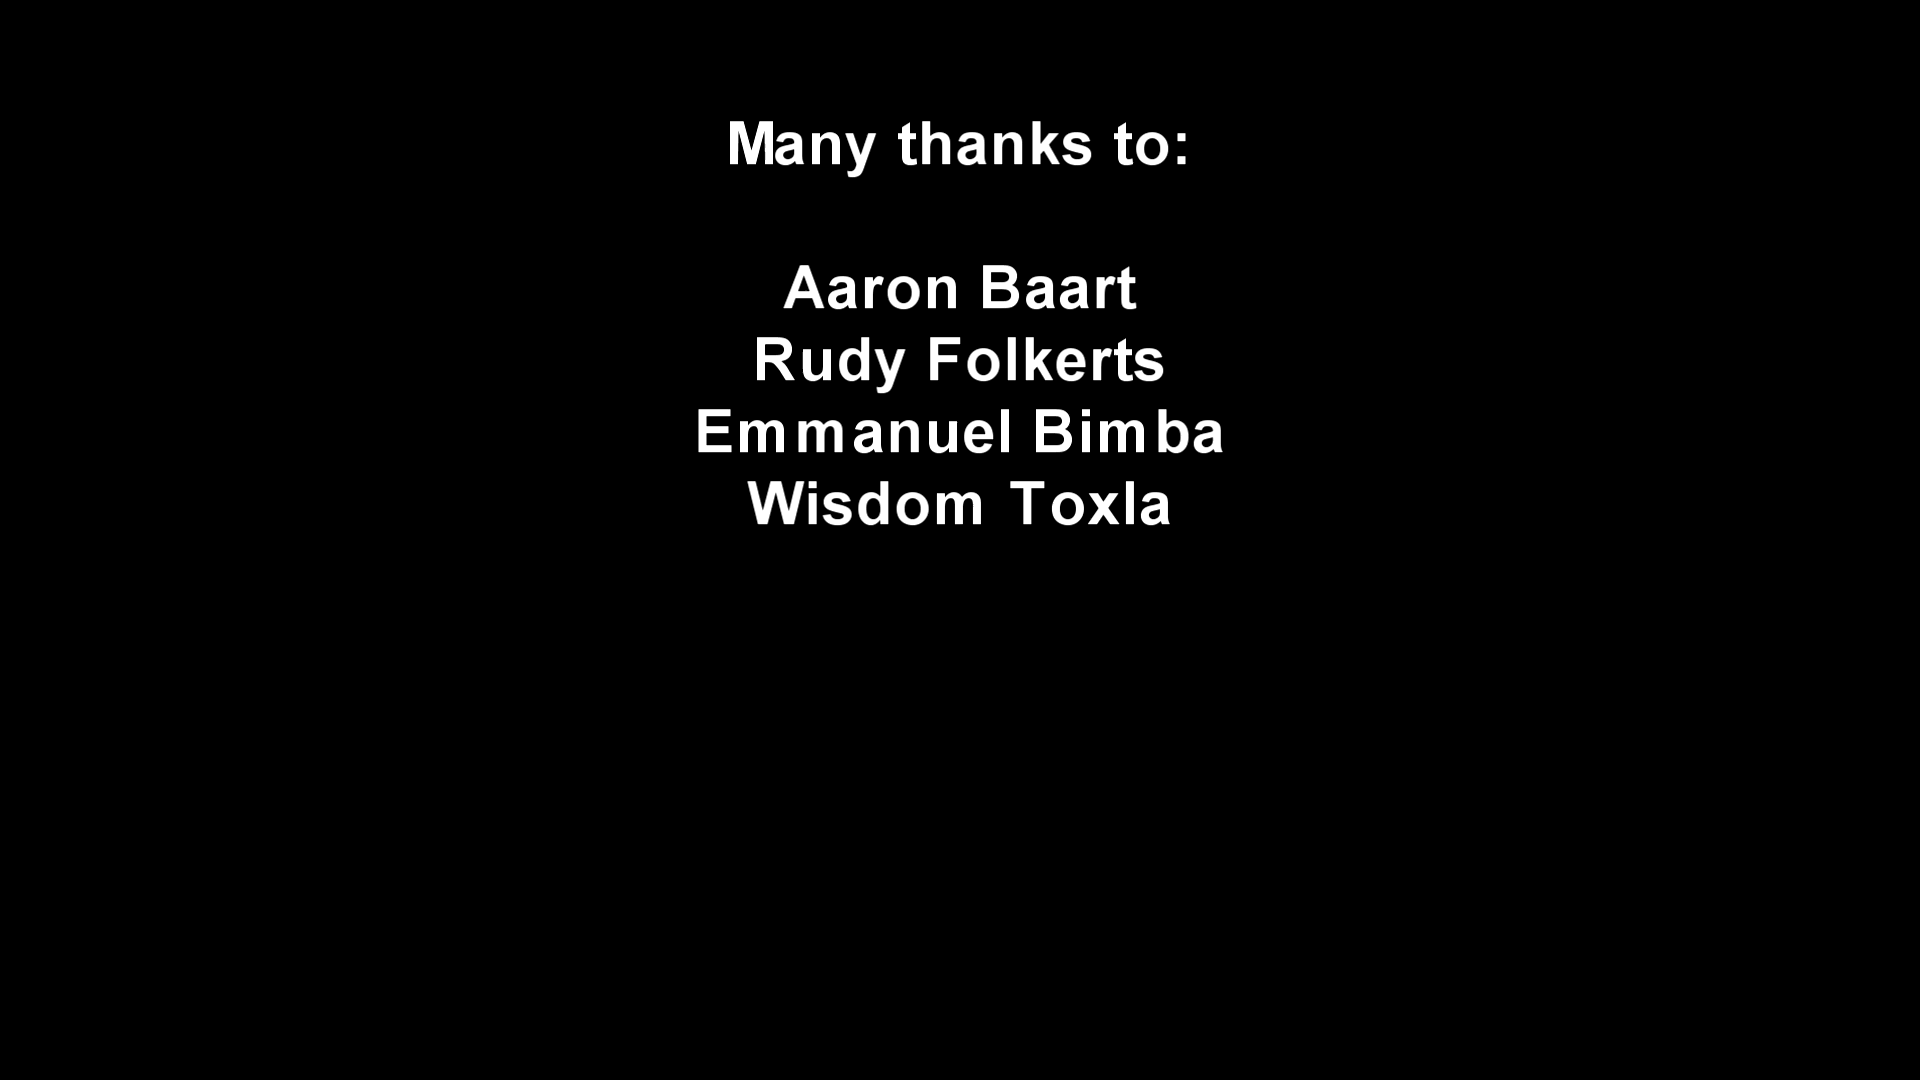 Many thanks to:
Aaron Baart
Rudy Folkerts
Emmanuel Bimba
Wisdom Toxla